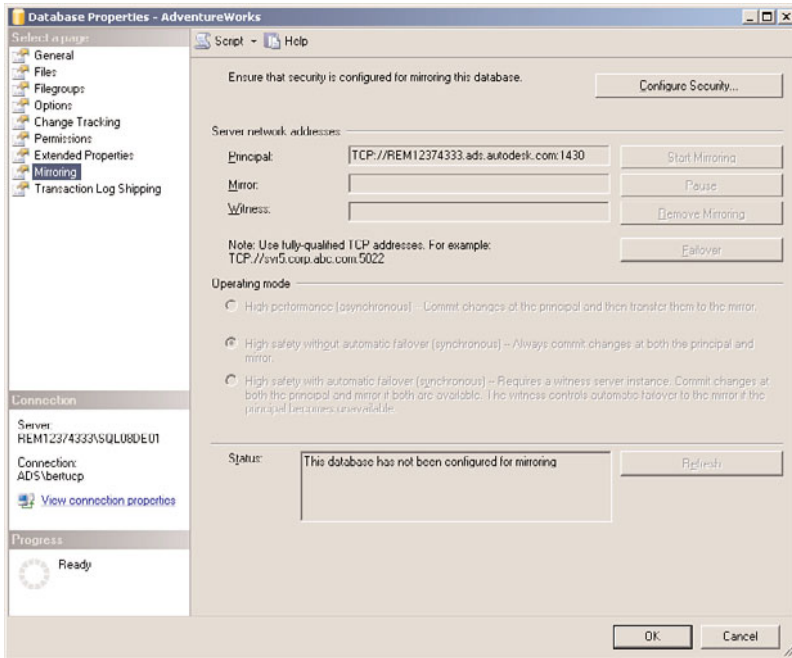 Database Properties - AdventureWorks
Select a page
General
Files
Filegroups
Options
Change Tracking
Permissions
Extended Properties
Mirroring
Transaction Log Shipping
Script
Help
Ensure that security is configured for mirroring this database.
Configure Security...
Server network addresses
Principal:
TCP://REM12374333.ads.autodesk.com:1430
Start Mirroring
Mirror:
Pause
Witness:
Remove Mirroring
Note: Use fully-qualified TCP addresses. For example:
TCP://svr5.corp.abc.com:5022
Failover
Operating mode
High performance (asynchronous) – Commit changes at the principal and then transfer them to the mirror.
High safety without automatic failover (synchronous) – Always commit changes at both the principal and
mirror.
High safety with automatic failover (synchronous) – Requires a witness server instance. Commit changes at
both the principal and mirror if both are available. The witness controls automatic failover to the mirror if the
principal becomes unavailable.
Connection
Server:
REM12374333\SQL08DE01
Connection:
ADS\bertucp
View connection properties
Status:
This database has not been configured for mirroring
Refresh
Progress
Ready
OK
Cancel